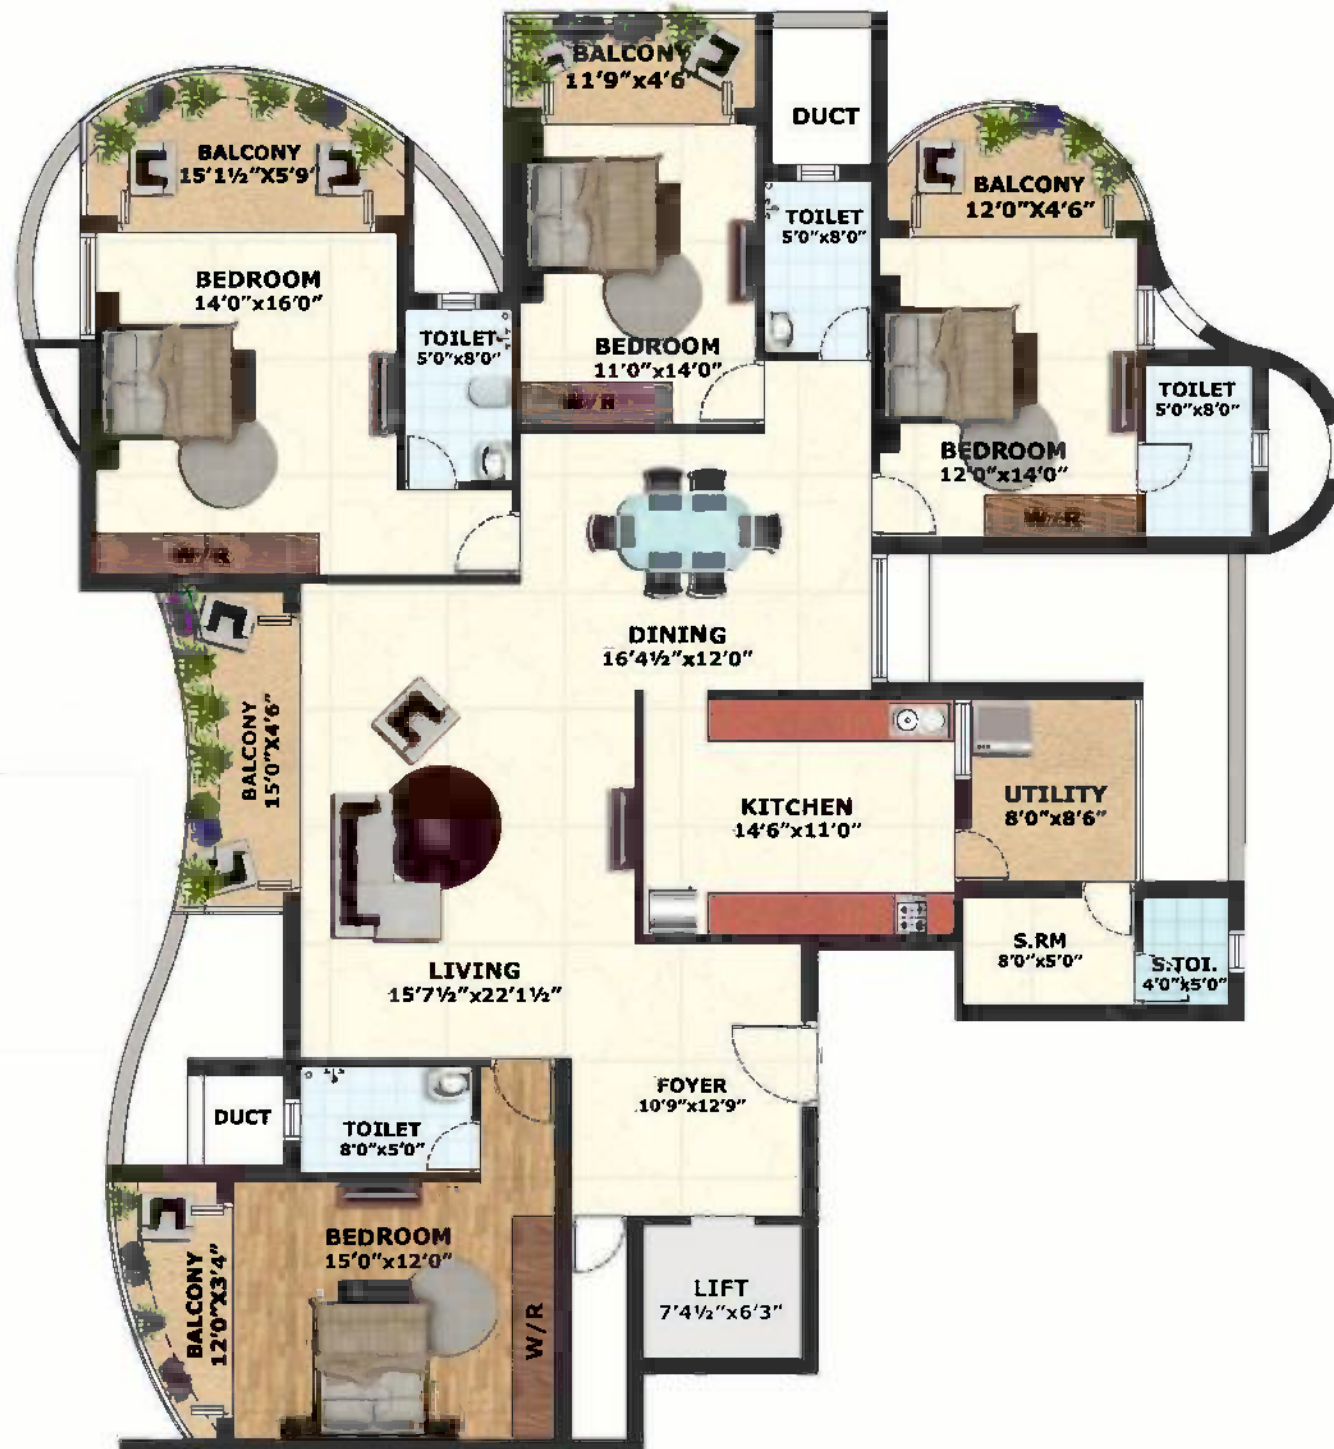 BALCONY
11'9"x4'6"
DUCT
BALCONY
15'1½"X5'9"
BALCONY
12'0"X4'6"
TOILET
5'0"x8'0"
BEDROOM
14'0"x16'0"
TOILET
5'0"x8'0"
BEDROOM
11'0"x14'0"
W/R
TOILET
5'0"x8'0"
BEDROOM
12'0"x14'0"
W/R
W/R
DINING
16'4½"x12'0"
BALCONY
15'0"X4'6"
KITCHEN
14'6"x11'0"
UTILITY
8'0"x8'6"
S.RM
8'0"x5'0"
S.TOI.
4'0"x5'0"
LIVING
15'7½"x22'1½"
FOYER
10'9"x12'9"
DUCT
TOILET
8'0"x5'0"
BEDROOM
15'0"x12'0"
BALCONY
12'0"X3'4"
W/R
LIFT
7'4½"x6'3"